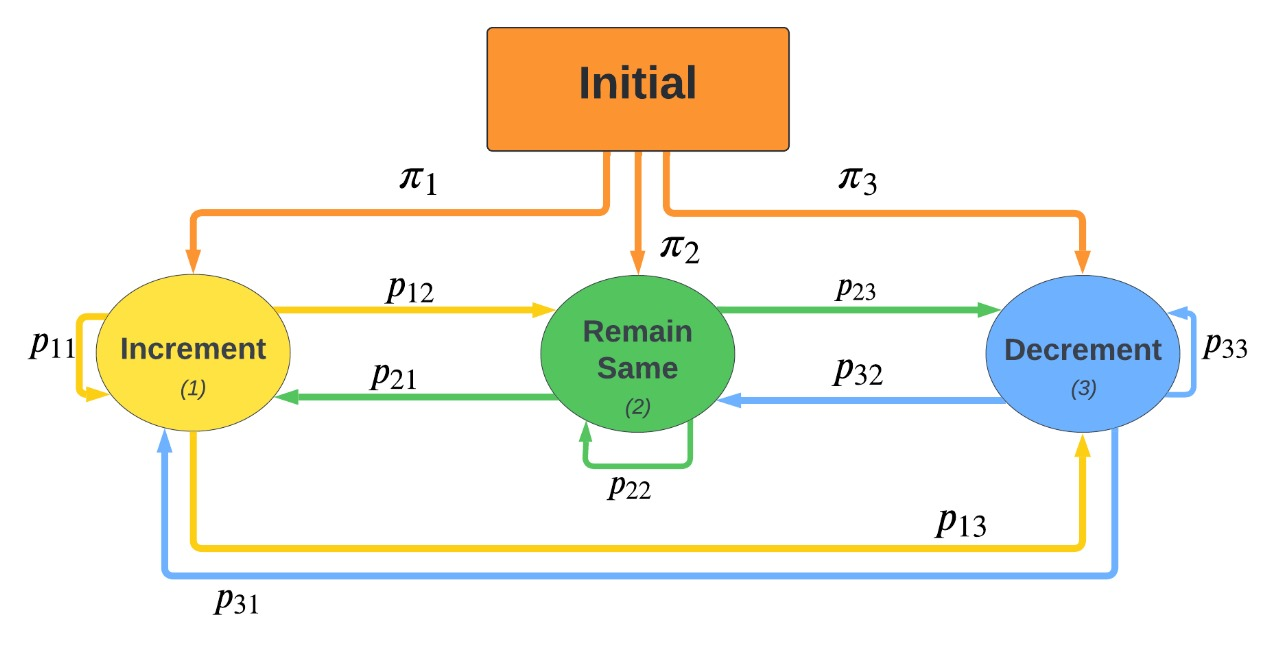 Initial
π₁
π₃
π₂
p₁₂
p₂₃
p₁₁
Increment
(1)
Remain
Same
(2)
Decrement
(3)
p₃₃
p₂₁
p₃₂
p₂₂
p₁₃
p₃₁